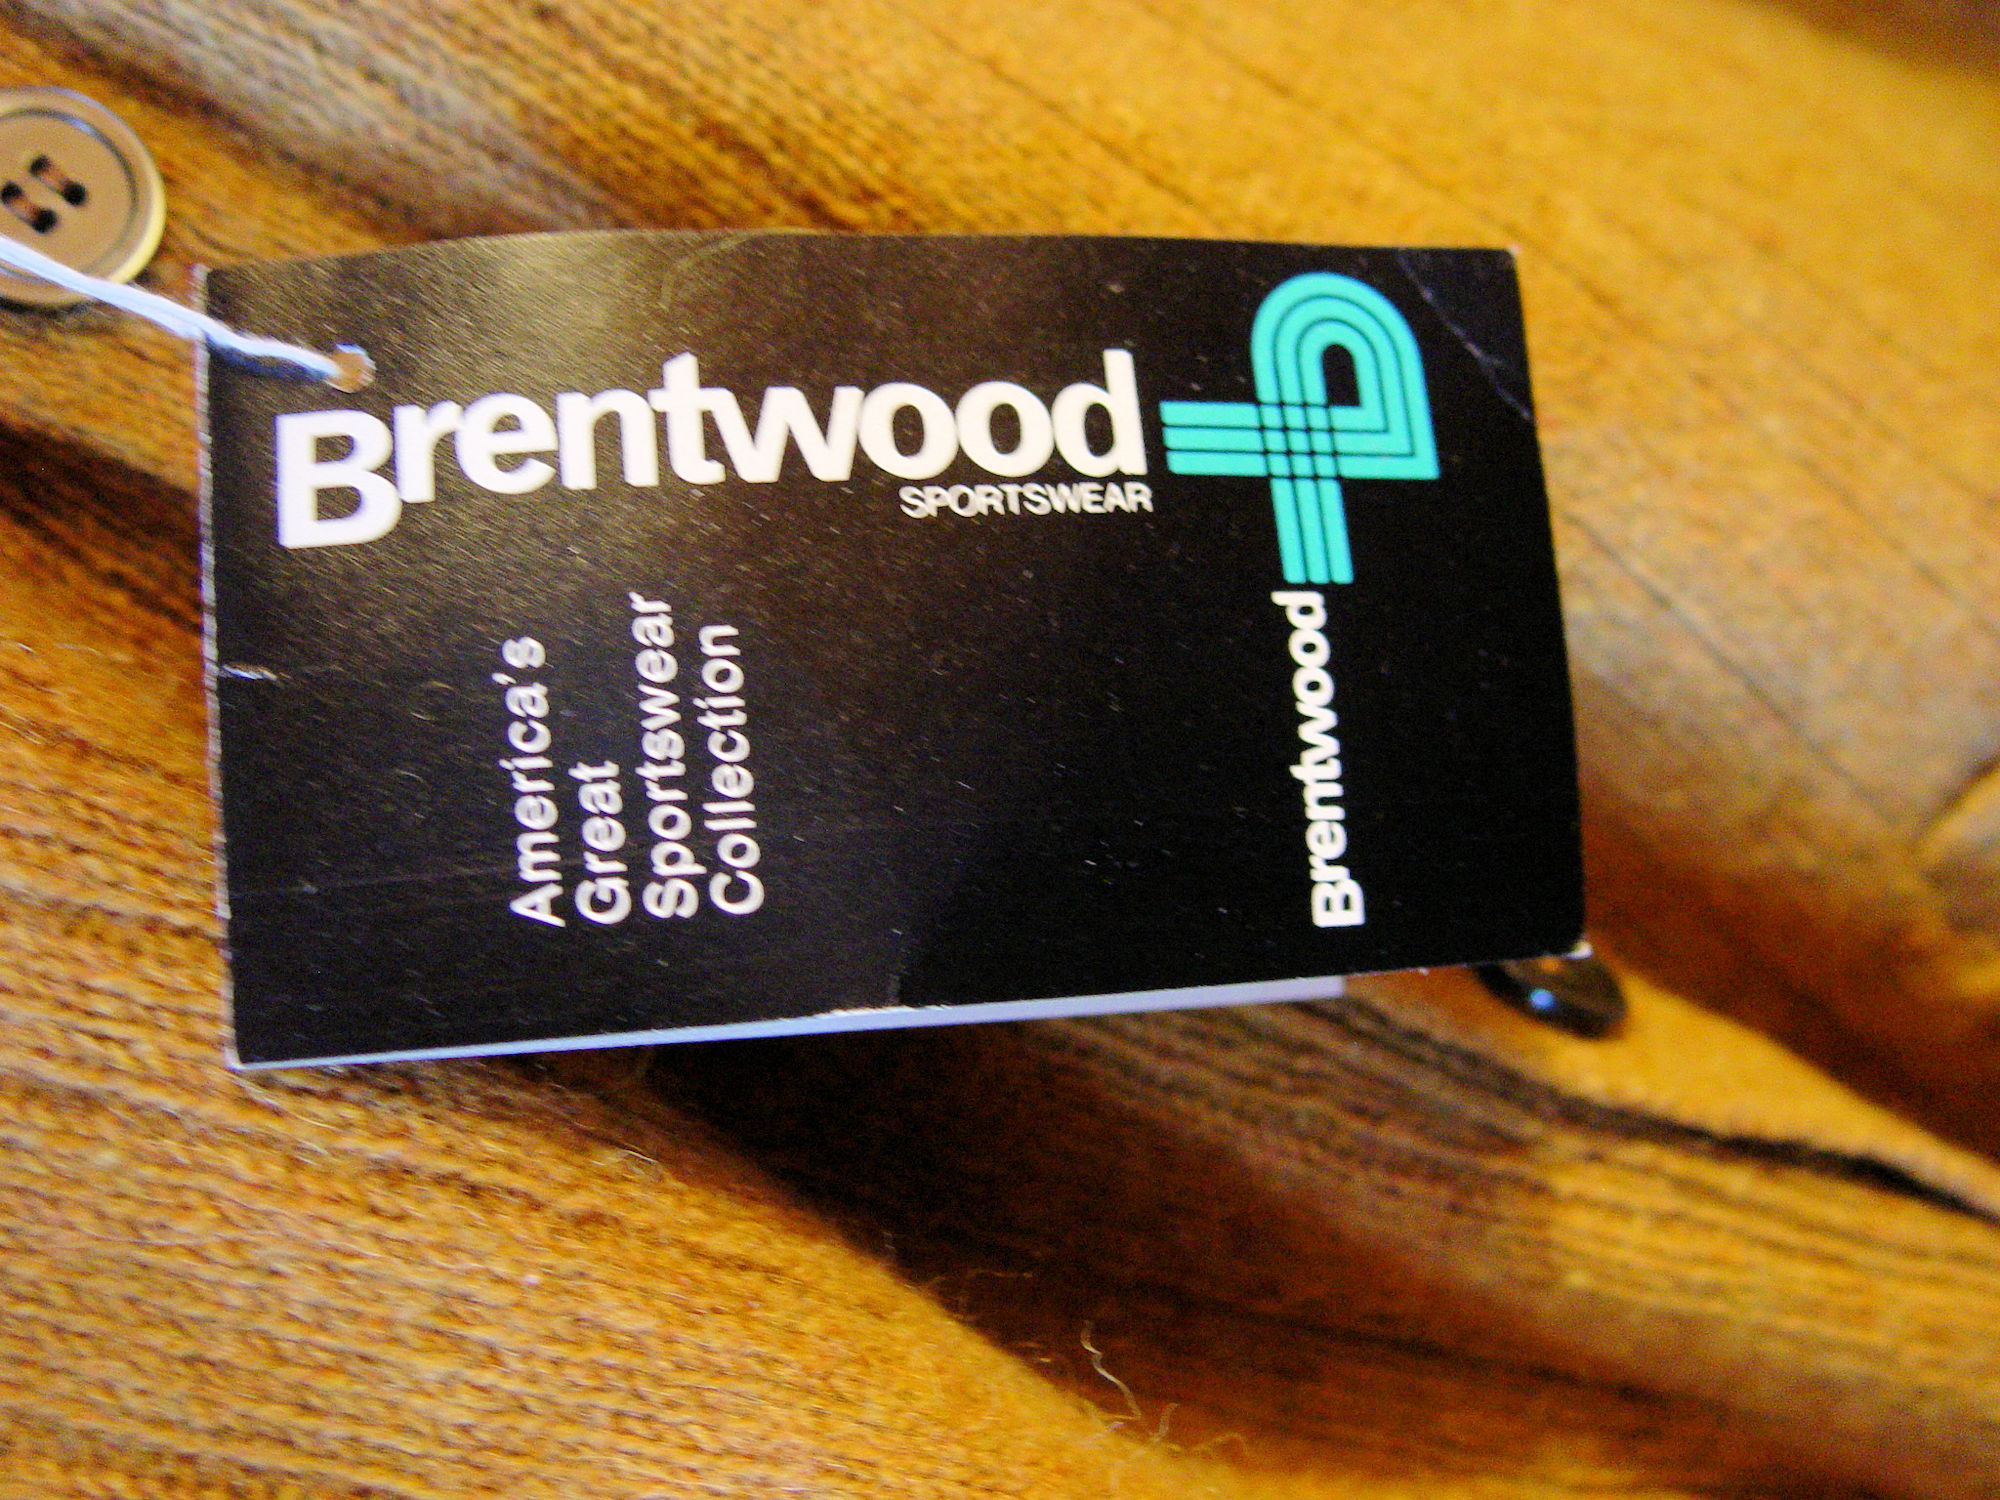 Brentwood
SPORTSWEAR
America's
Great
Sportswear
Collection
Brentwood